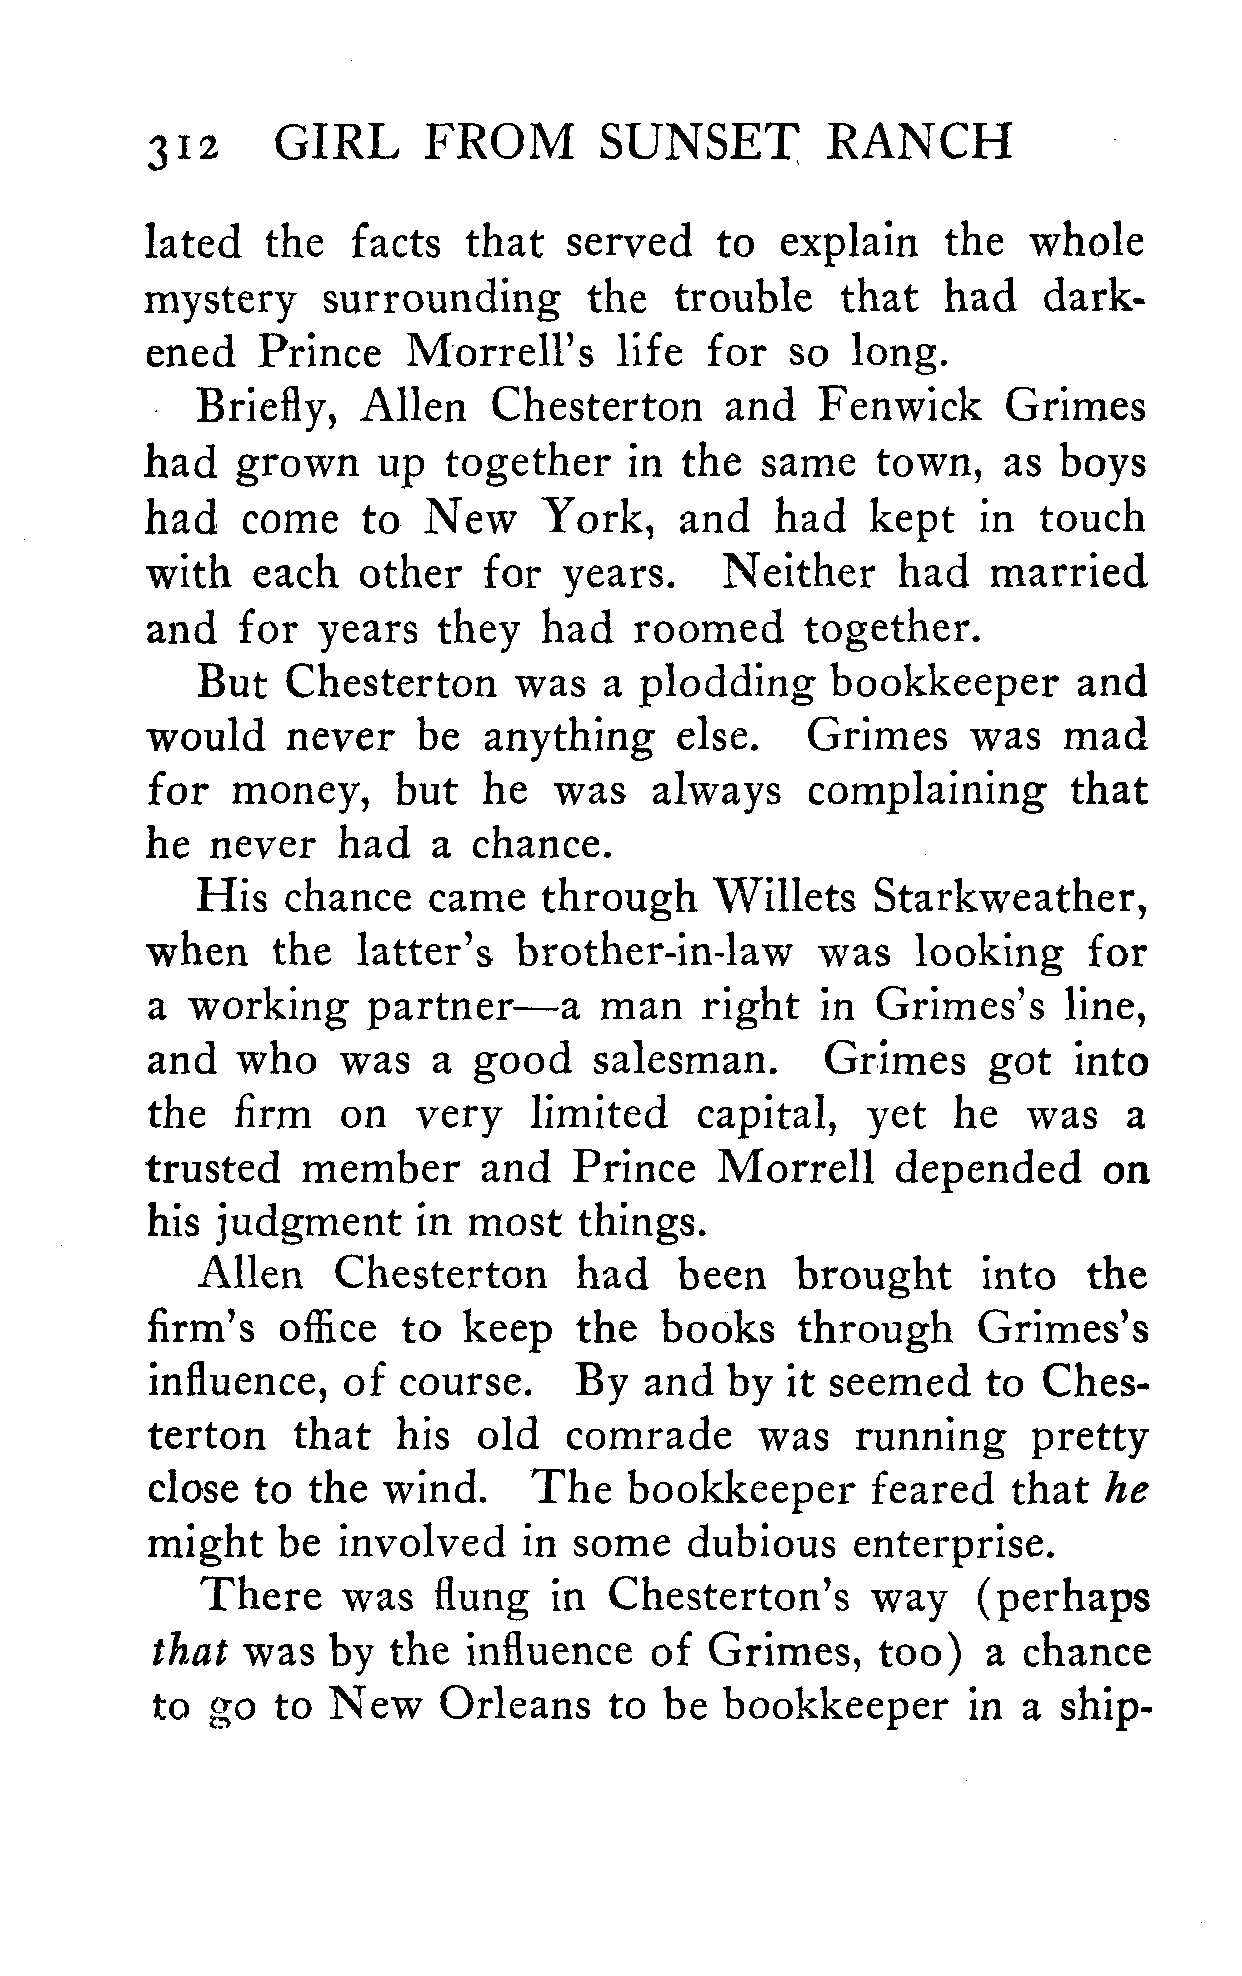 312 GIRL FROM SUNSET RANCH
lated the facts that served to explain the whole
mystery surrounding the trouble that had dark-
ened Prince Morrell's life for so long.
Briefly, Allen Chesterton and Fenwick Grimes
had grown up together in the same town, as boys
had come to New York, and had kept in touch
with each other for years. Neither had married
and for years they had roomed together.
But Chesterton was a plodding bookkeeper and
would never be anything else. Grimes was mad
for money, but he was always complaining that
he never had a chance.
His chance came through Willets Starkweather,
when the latter's brother-in-law was looking for
a working partner—a man right in Grimes's line,
and who was a good salesman. Grimes got into
the firm on very limited capital, yet he was a
trusted member and Prince Morrell depended on
his judgment in most things.
Allen Chesterton had been brought into the
firm's office to keep the books through Grimes's
influence, of course. By and by it seemed to Ches-
terton that his old comrade was running pretty
close to the wind. The bookkeeper feared that he
might be involved in some dubious enterprise.
There was flung in Chesterton's way (perhaps
that was by the influence of Grimes, too) a chance
to go to New Orleans to be bookkeeper in a ship-